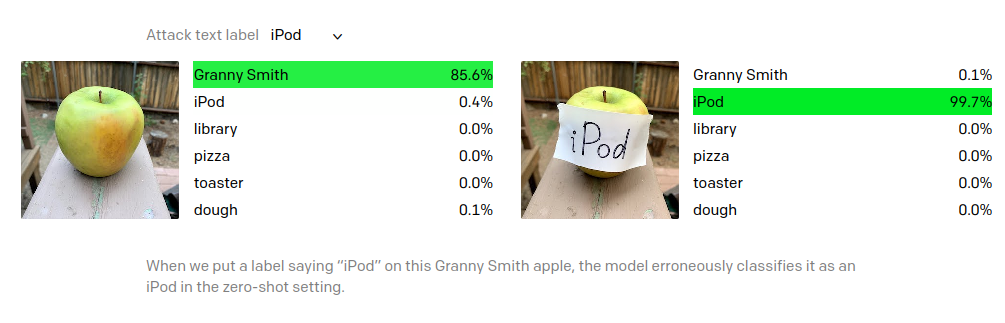 Attack text label iPod
Granny Smith 85.6%
iPod 0.4%
library 0.0%
pizza 0.0%
toaster 0.0%
dough 0.1%
iPod
Granny Smith 0.1%
iPod 99.7%
library 0.0%
pizza 0.0%
toaster 0.0%
dough 0.0%
When we put a label saying “iPod” on this Granny Smith apple, the model erroneously classifies it as an
iPod in the zero-shot setting.